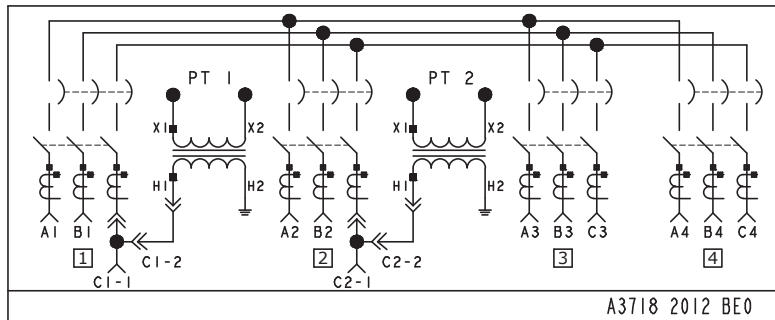 PT 1
PT 2
X1 X2
X1 X2
H1 H2
H1 H2
A1 B1
A2 B2
A3 B3 C3
A4 B4 C4
1
C1-2
2
C2-2
3
4
C1-1
C2-1
A3718 2012 BE0